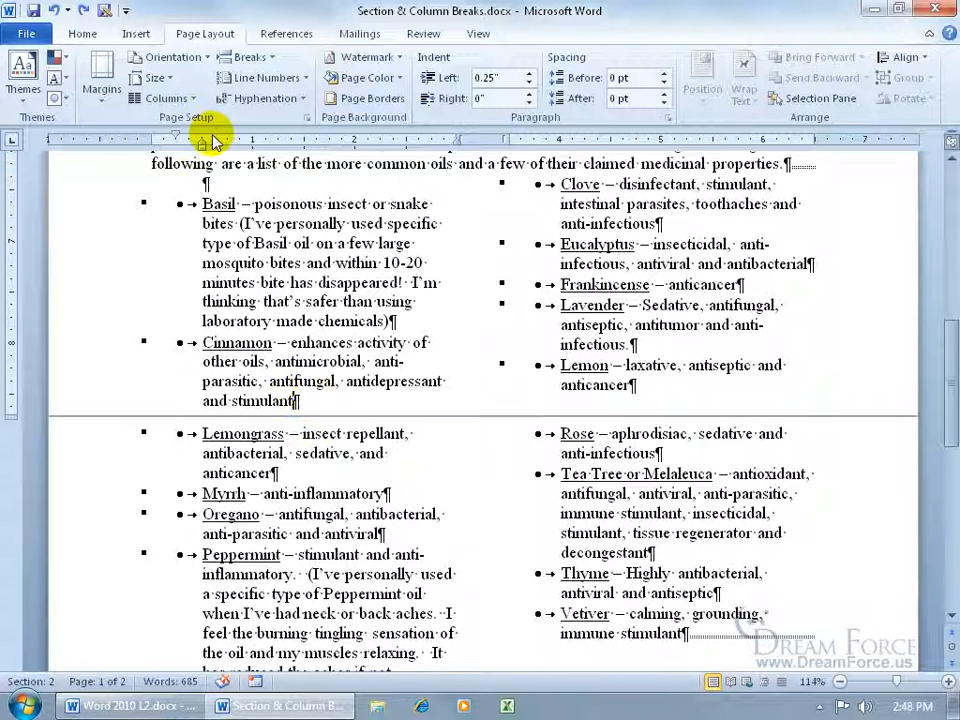 Section & Column Breaks.docx - Microsoft Word
File Home Insert Page Layout References Mailings Review View
Themes
Margins
Orientation
Size
Columns
Breaks
Line Numbers
Hyphenation
Page Setup
Watermark
Page Color
Page Borders
Page Background
Indent
Left: 0.25"
Right: 0"
Spacing
Before: 0 pt
After: 0 pt
Paragraph
Position
Wrap Text
Bring Forward
Send Backward
Selection Pane
Align
Group
Rotate
Arrange
1 1 2 4 5 6 7
following are a list of the more common oils and a few of their claimed medicinal properties.¶
¶
• Basil – poisonous insect or snake
bites (I've personally used specific
type of Basil oil on a few large
mosquito bites and within 10-20
minutes bite has disappeared! I'm
thinking that's safer than using
laboratory made chemicals)¶
• Cinnamon – enhances activity of
other oils, antimicrobial, anti-
parasitic, antifungal, antidepressant
and stimulant¶
• Clove – disinfectant, stimulant,
intestinal parasites, toothaches and
anti-infectious¶
• Eucalyptus – insecticidal, anti-
infectious, antiviral and antibacterial¶
• Frankincense – anticancer¶
• Lavender – Sedative, antifungal,
antiseptic, antitumor and anti-
infectious.¶
• Lemon – laxative, antiseptic and
anticancer¶
• Lemongrass – insect repellant,
antibacterial, sedative, and
anticancer¶
• Myrrh – anti-inflammatory¶
• Oregano – antifungal, antibacterial,
anti-parasitic and antiviral¶
• Peppermint – stimulant and anti-
inflammatory. (I've personally used
a specific type of Peppermint oil
when I've had neck or back aches. I
feel the burning tingling sensation of
the oil and my muscles relaxing. It
• Rose – aphrodisiac, sedative and
anti-infectious¶
• Tea Tree or Melaleuca – antioxidant,
antifungal, antiviral, anti-parasitic,
immune stimulant, insecticidal,
stimulant, tissue regenerator and
decongestant¶
• Thyme – Highly antibacterial,
antiviral and antiseptic¶
• Vetiver – calming, grounding,
immune stimulant¶
DREAM FORCE
www.DreamForce.us
Section: 2 Page: 1 of 2 Words: 685 114%
Word 2010 L2.docx - ... Section & Column B... 2:48 PM